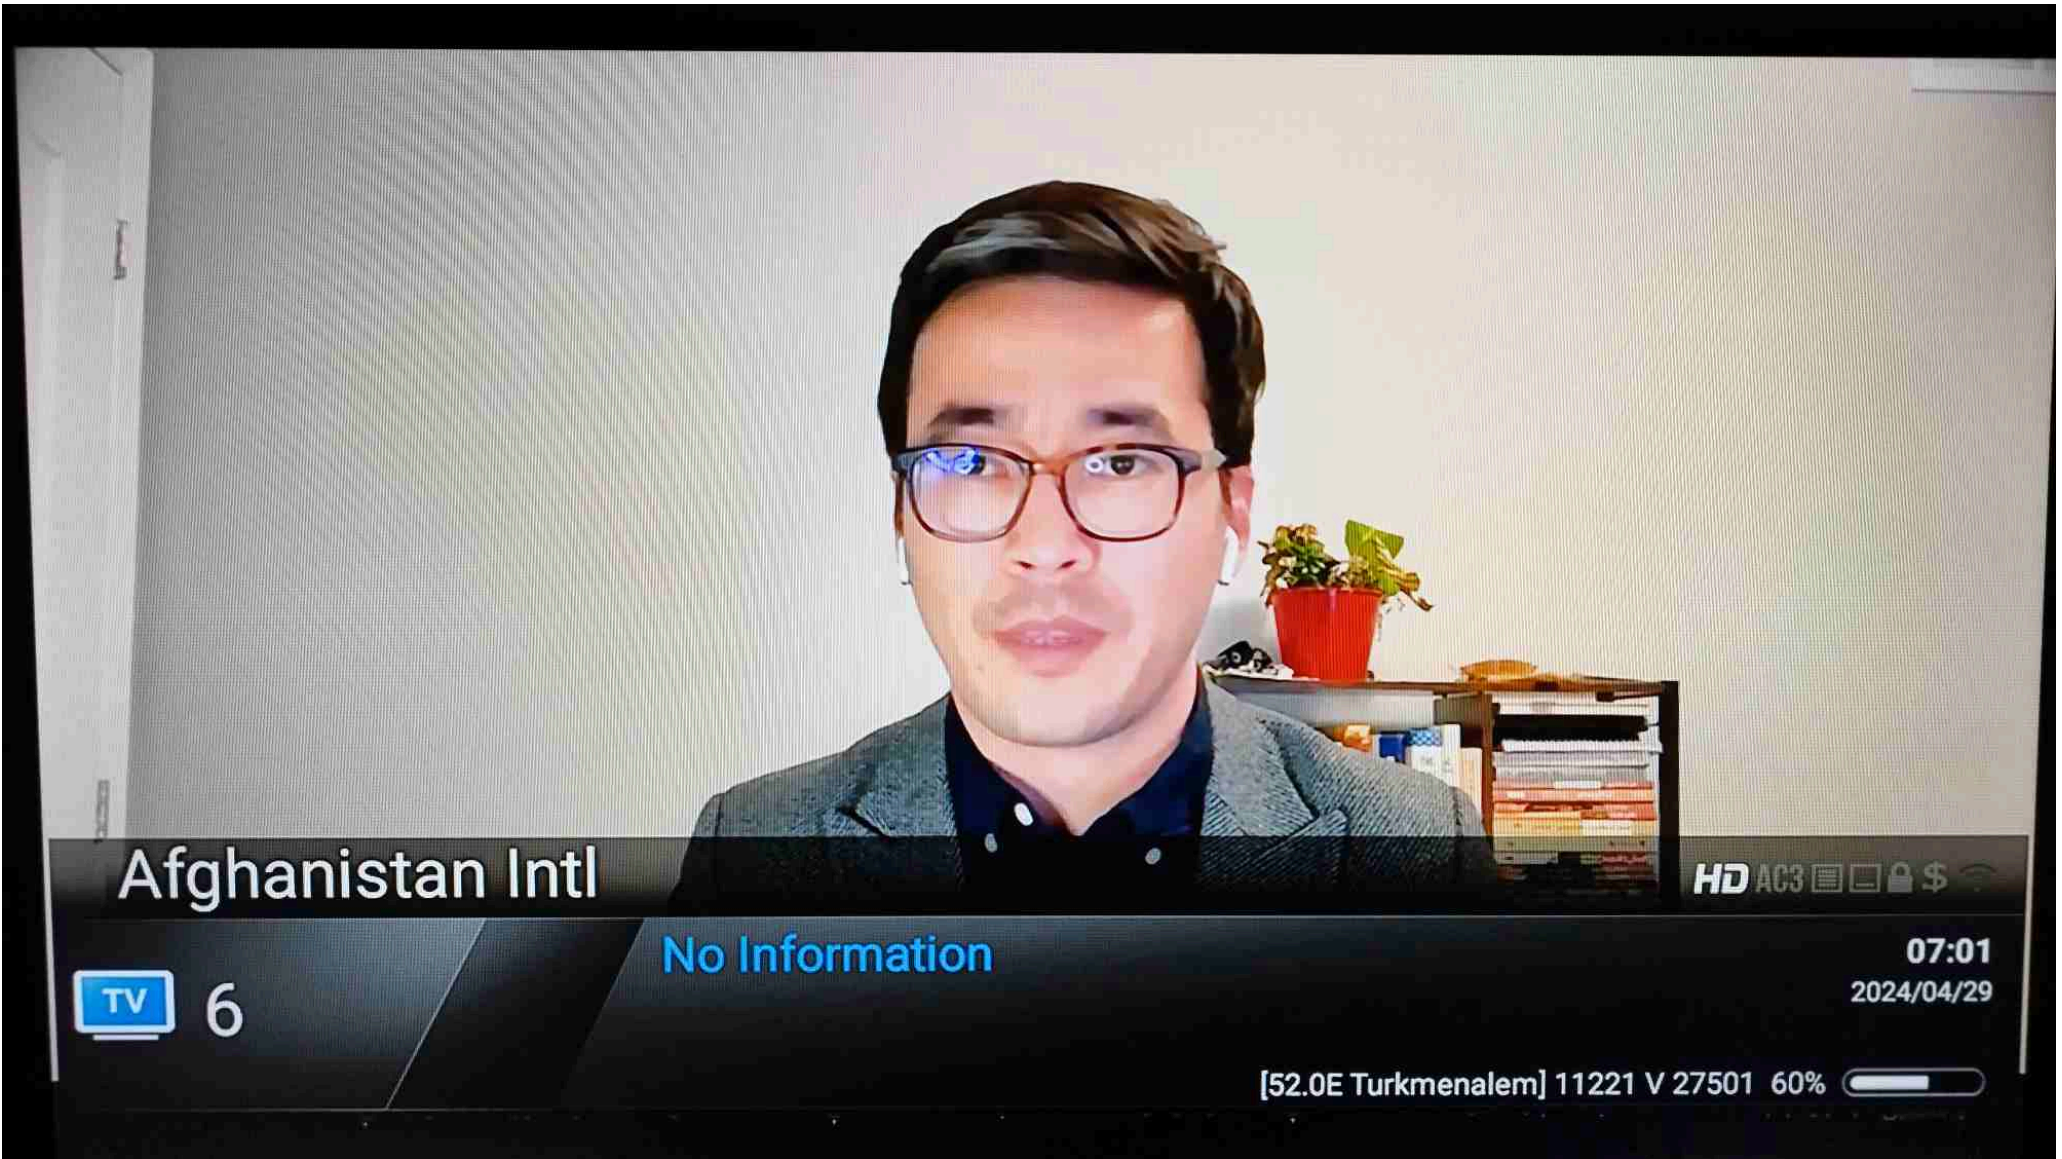 Afghanistan Intl
HD AC3 $
No Information
07:01
2024/04/29
TV 6
[52.0E Turkmenalem] 11221 V 27501 60%